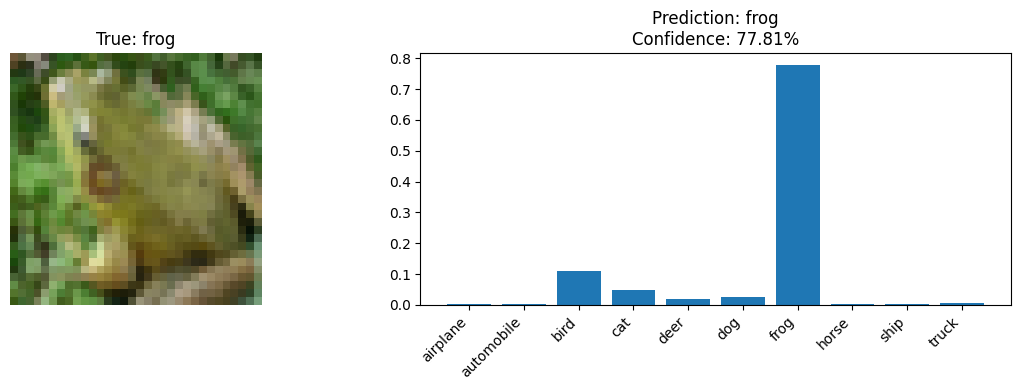 True: frog
Prediction: frog
Confidence: 77.81%
0.8
0.7
0.6
0.5
0.4
0.3
0.2
0.1
0.0
airplane
automobile
bird
cat
deer
dog
frog
horse
ship
truck